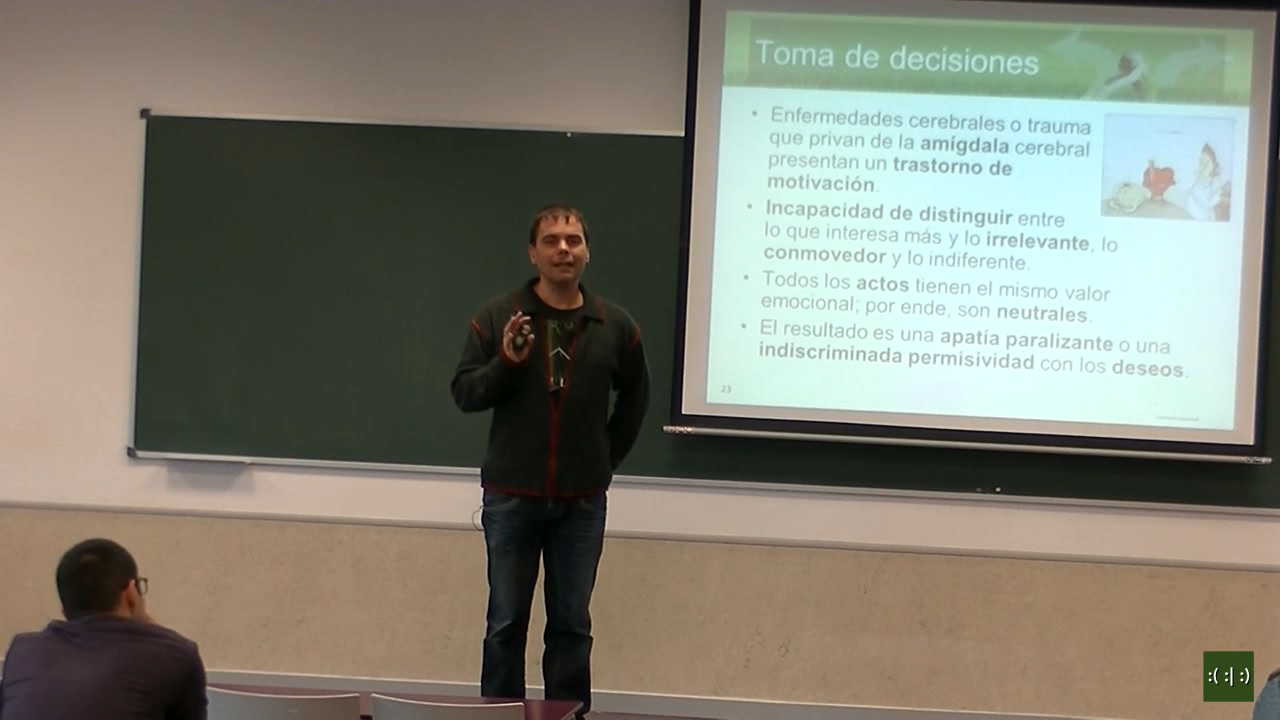 Toma de decisiones
• Enfermedades cerebrales o trauma
que privan de la amígdala cerebral
presentan un trastorno de
motivación.
• Incapacidad de distinguir entre
lo que interesa más y lo irrelevante, lo
conmovedor y lo indiferente.
• Todos los actos tienen el mismo valor
emocional; por ende, son neutrales.
• El resultado es una apatía paralizante o una
indiscriminada permisividad con los deseos.
23
:( :| :)